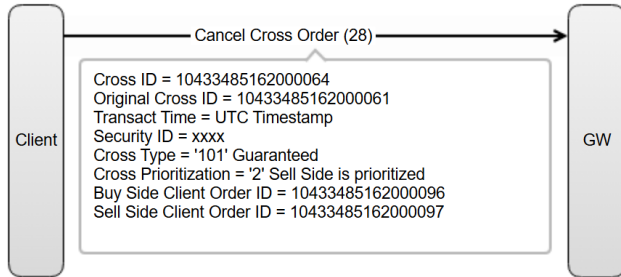 Cancel Cross Order (28)
Cross ID = 10433485162000064
Original Cross ID = 10433485162000061
Transact Time = UTC Timestamp
Security ID = xxxx
Client
Cross Type = '101' Guaranteed
GW
Cross Prioritization = '2' Sell Side is prioritized
Buy Side Client Order ID = 10433485162000096
Sell Side Client Order ID = 10433485162000097